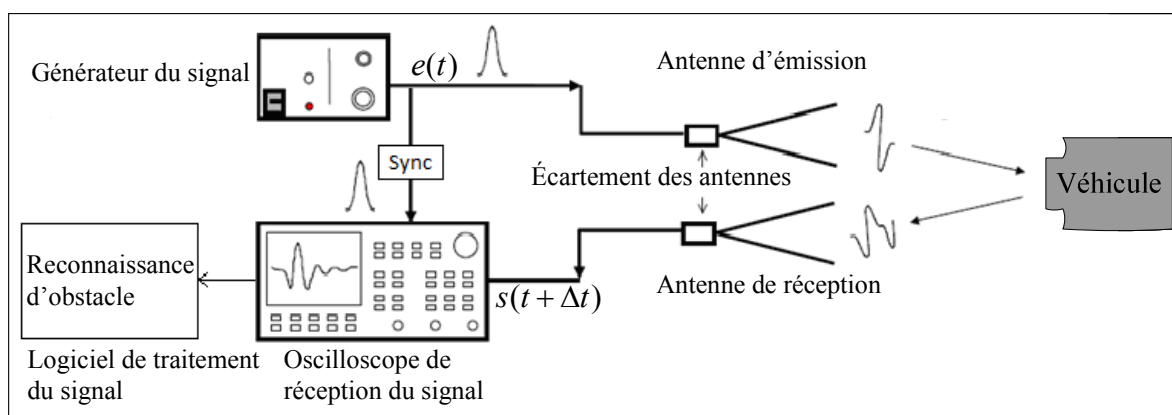 Générateur du signal
e(t)
Antenne d’émission
Sync
Écartement des antennes
Véhicule
Reconnaissance
d’obstacle
s(t + Δt)
Antenne de réception
Logiciel de traitement
du signal
Oscilloscope de
réception du signal